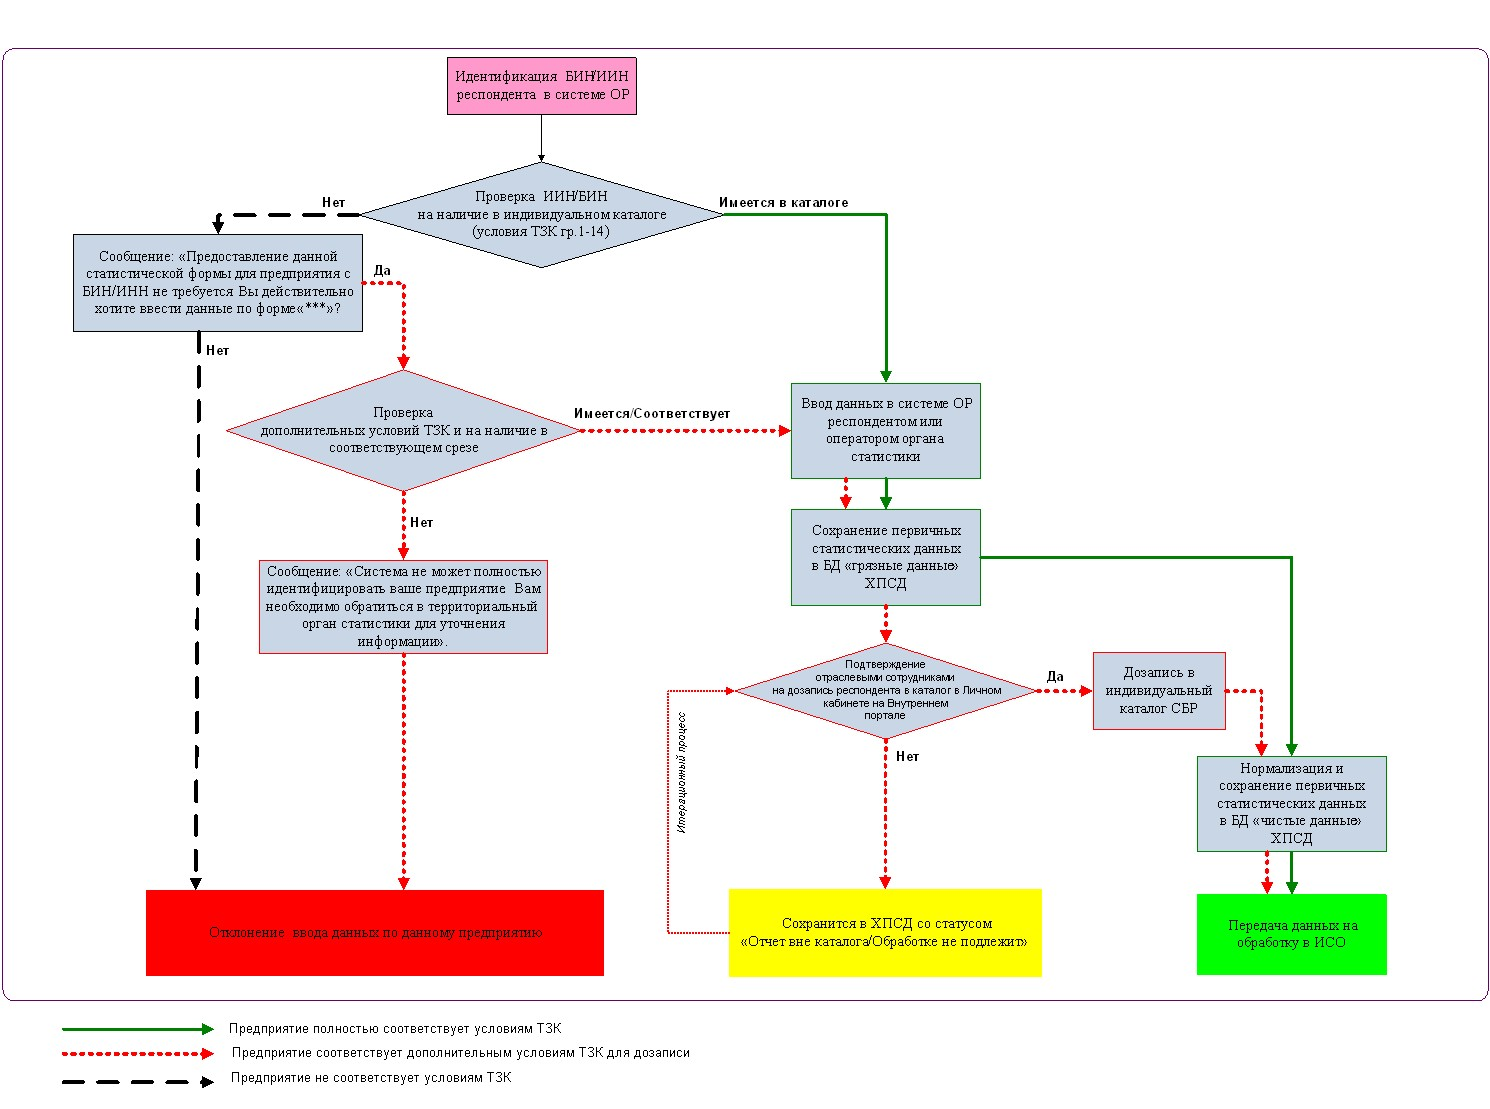 Идентификация БИН/ИИН
респондента в системе ОР
Проверка ИИН/БИН
на наличие в индивидуальном каталоге
(условия ТЗК гр.1-14)
Нет
Имеется в каталоге
Сообщение: «Предоставление данной
статистической формы для предприятия с
БИН/ИНН не требуется Вы действительно
хотите ввести данные по форме«***»?
Да
Нет
Проверка
дополнительных условий ТЗК и на наличие в
соответствующем срезе
Имеется/Соответствует
Ввод данных в системе ОР
респондентом или
оператором органа
статистики
Нет
Сохранение первичных
статистических данных
в БД «грязные данные»
ХПСД
Сообщение: «Система не может полностью
идентифицировать ваше предприятие Вам
необходимо обратиться в территориальный
орган статистики для уточнения
информации».
Подтверждение
отраслевыми сотрудниками
на дозапись респондента в каталог в Личном
кабинете на Внутреннем
портале
Да
Дозапись в
индивидуальный
каталог СБР
Итерационный процесс
Нет
Нормализация и
сохранение первичных
статистических данных
в БД «чистые данные»
ХПСД
Отклонение ввода данных по данному предприятию
Сохранится в ХПСД со статусом
«Отчет вне каталога/Обработке не подлежит»
Передача данных на
обработку в ИСО
Предприятие полностью соответствует условиям ТЗК
Предприятие соответствует дополнительным условиям ТЗК для дозаписи
Предприятие не соответствует условиям ТЗК